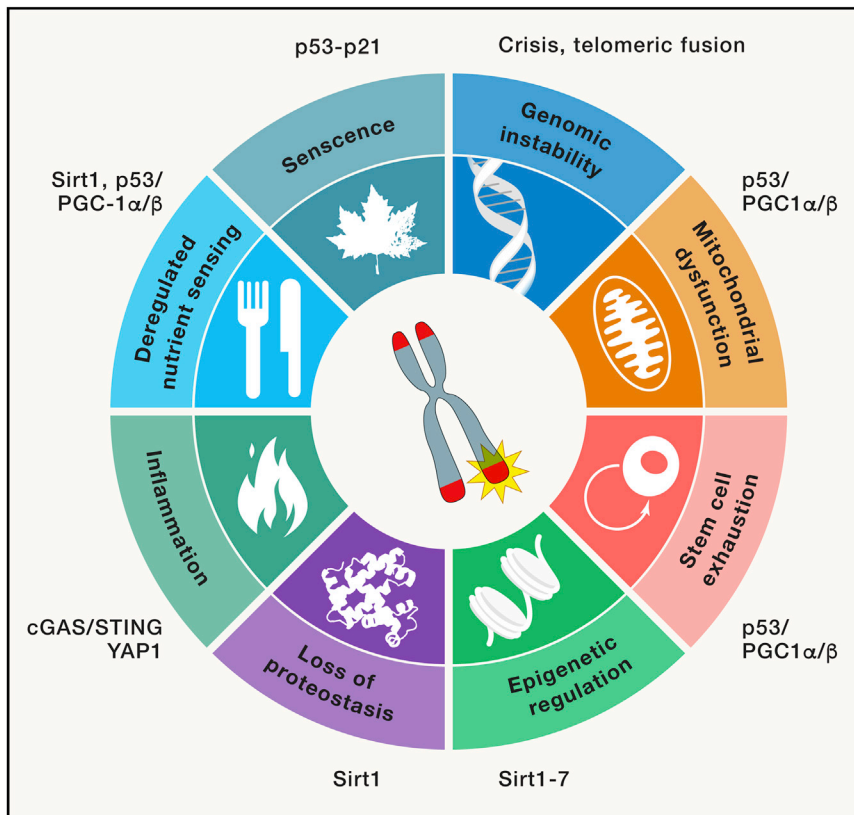 p53-p21
Crisis, telomeric fusion
Senscence
Genomic
instability
Sirt1, p53/
PGC-1α/β
p53/
PGC1α/β
Deregulated
nutrient sensing
Mitochondrial
dysfunction
Inflammation
Stem cell
exhaustion
cGAS/STING
YAP1
p53/
PGC1α/β
Loss of
proteostasis
Epigenetic
regulation
Sirt1
Sirt1-7